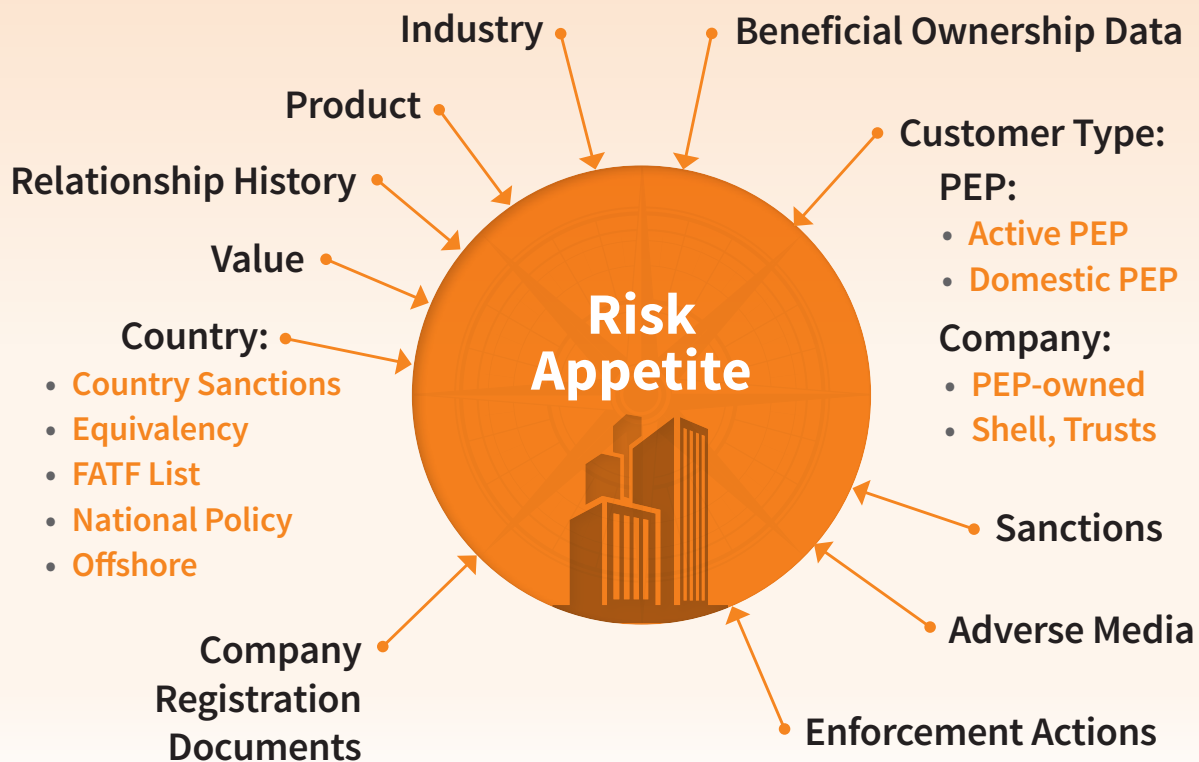 Industry
Beneficial Ownership Data
Product
Customer Type:
PEP:
• Active PEP
• Domestic PEP
Company:
• PEP-owned
• Shell, Trusts
Relationship History
Value
Country:
• Country Sanctions
• Equivalency
• FATF List
• National Policy
• Offshore
Risk
Appetite
Sanctions
Adverse Media
Company
Registration
Documents
Enforcement Actions